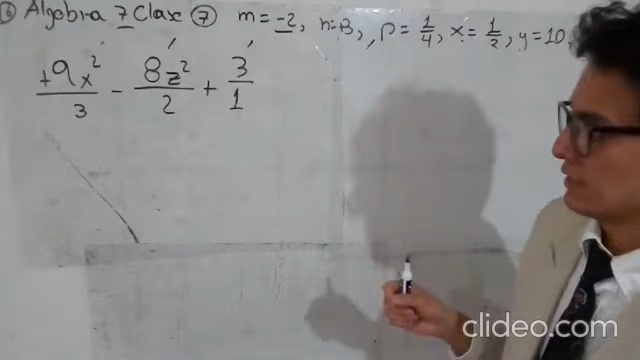 Algebra 7 Clase 7 m = -2, n=3, p = 1/4, x = 1/2, y = 10,
+9x²/3 - 8z²/2 + 3/1
clideo.com